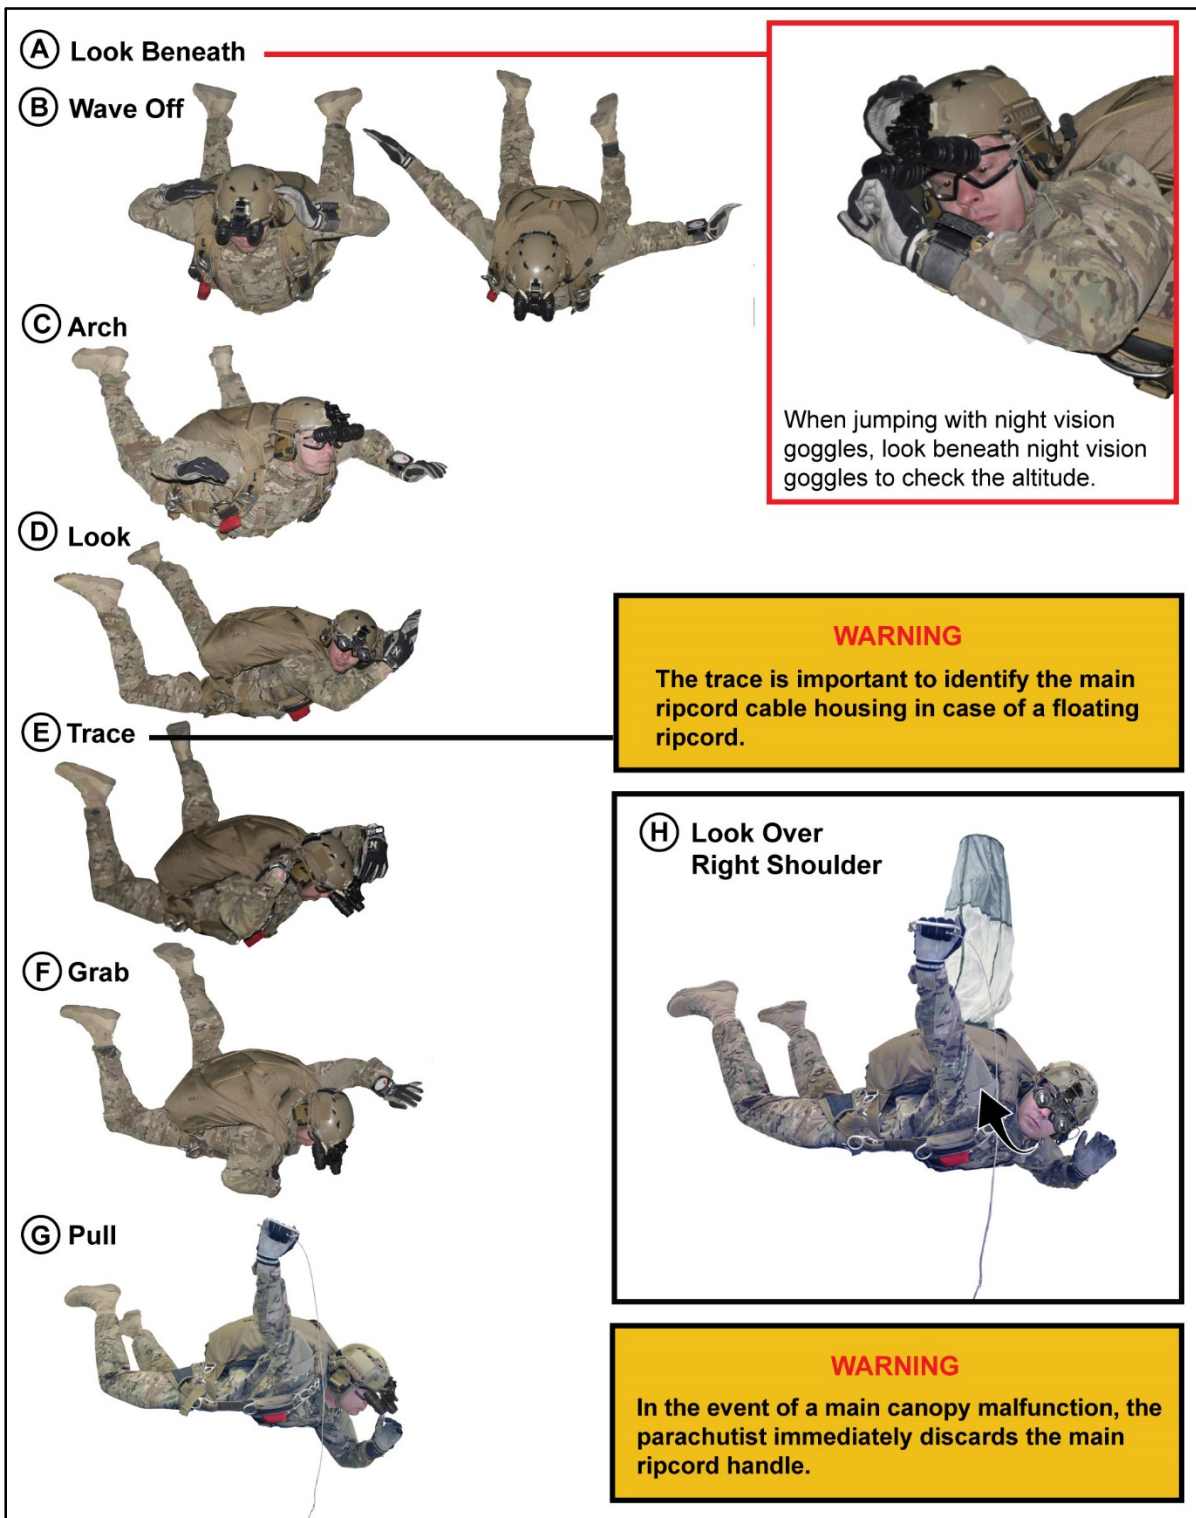 A Look Beneath
B Wave Off
When jumping with night vision
goggles, look beneath night vision
goggles to check the altitude.
C Arch
D Look
WARNING
The trace is important to identify the main
ripcord cable housing in case of a floating
ripcord.
E Trace
H Look Over
Right Shoulder
F Grab
G Pull
WARNING
In the event of a main canopy malfunction, the
parachutist immediately discards the main
ripcord handle.